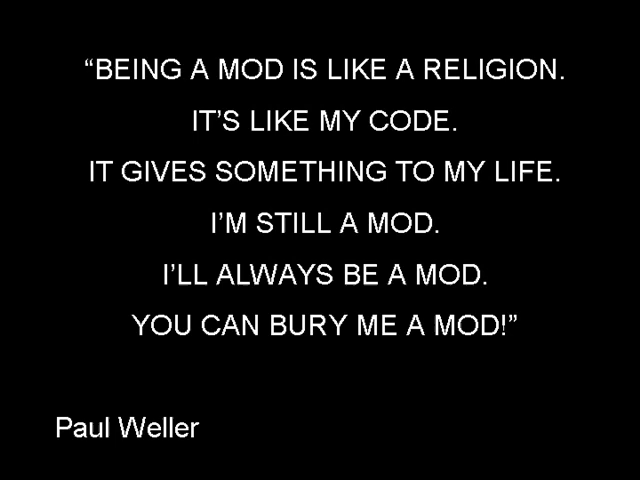 “BEING A MOD IS LIKE A RELIGION.
IT’S LIKE MY CODE.
IT GIVES SOMETHING TO MY LIFE.
I’M STILL A MOD.
I’LL ALWAYS BE A MOD.
YOU CAN BURY ME A MOD!”
Paul Weller